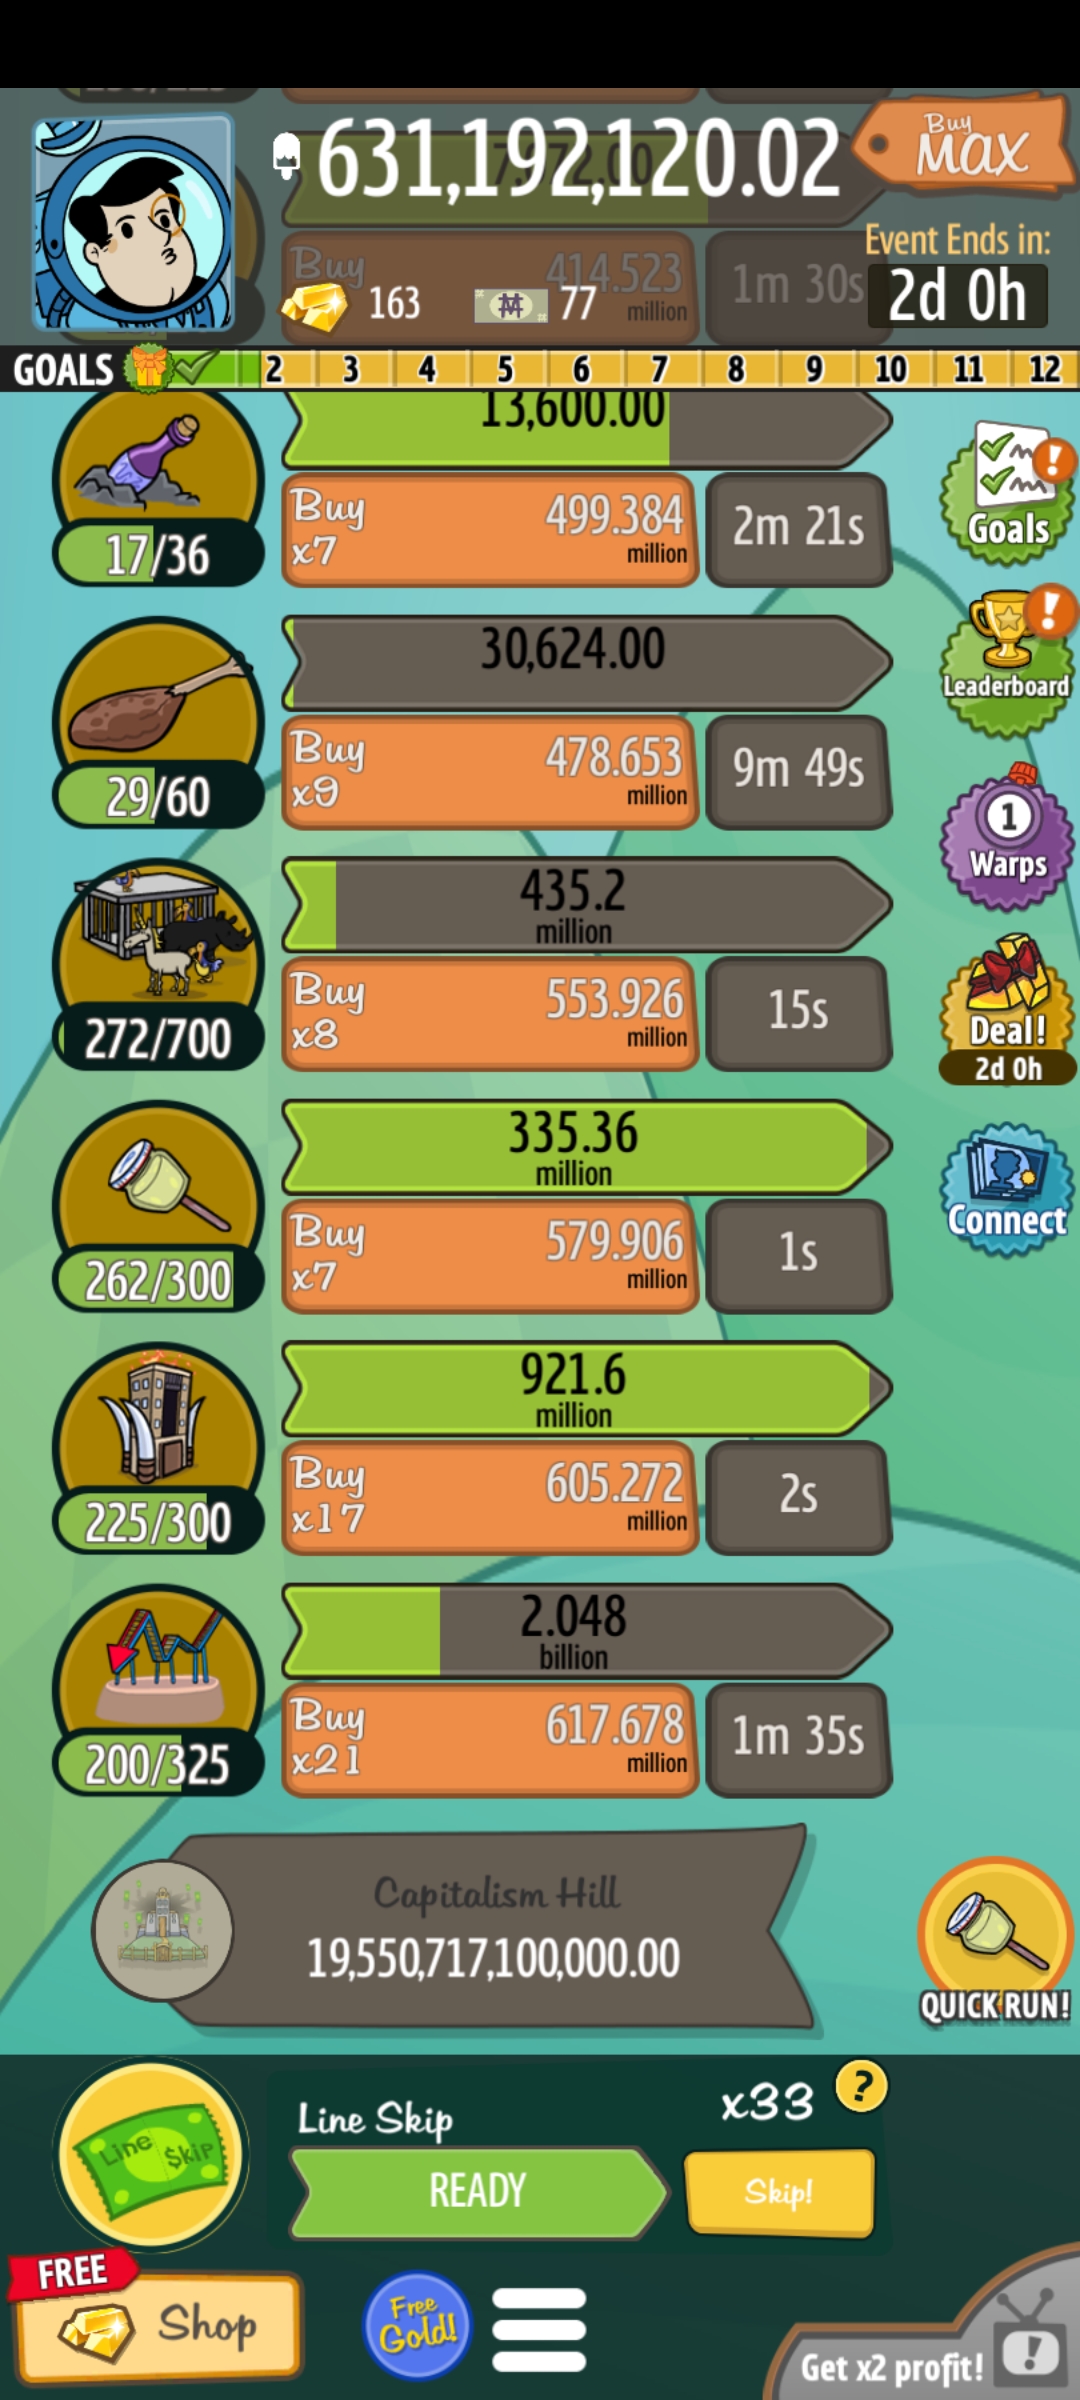 Buy
MAX
631,192,120.02
Event Ends in:
2d 0h
Buy
414.523
million
1m 30s
163
77
GOALS 2 3 4 5 6 7 8 9 10 11 12
13,600.00
17/36
Buy
x7
499.384
million
2m 21s
Goals
30,624.00
29/60
Buy
x9
478.653
million
9m 49s
Leaderboard
1
Warps
435.2
million
272/700
Buy
x8
553.926
million
15s
Deal!
2d 0h
335.36
million
262/300
Buy
x7
579.906
million
1s
Connect
921.6
million
225/300
Buy
x17
605.272
million
2s
2.048
billion
200/325
Buy
x21
617.678
million
1m 35s
Capitalism Hill
19,550,717,100,000.00
QUICK RUN!
Line $kip
Line Skip
x33
?
READY
Skip!
FREE
Shop
Free
Gold!
Get x2 profit!